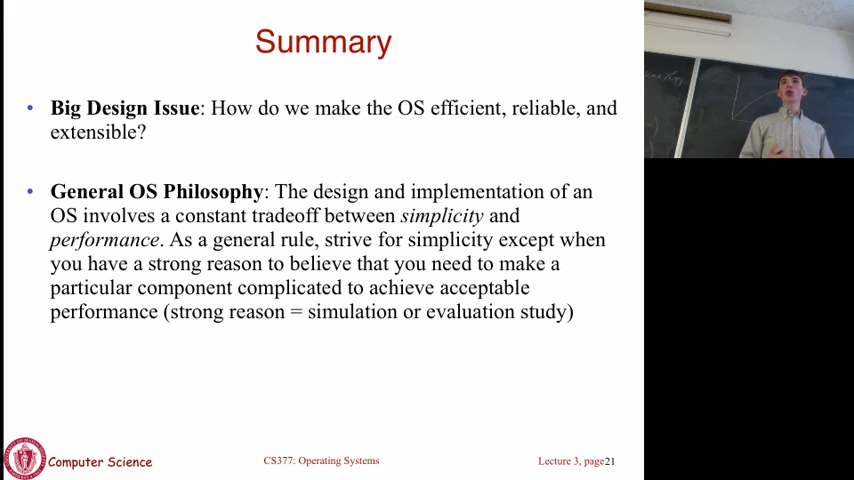 Summary
• Big Design Issue: How do we make the OS efficient, reliable, and
extensible?
• General OS Philosophy: The design and implementation of an
OS involves a constant tradeoff between simplicity and
performance. As a general rule, strive for simplicity except when
you have a strong reason to believe that you need to make a
particular component complicated to achieve acceptable
performance (strong reason = simulation or evaluation study)
Computer Science
CS377: Operating Systems
Lecture 3, page21